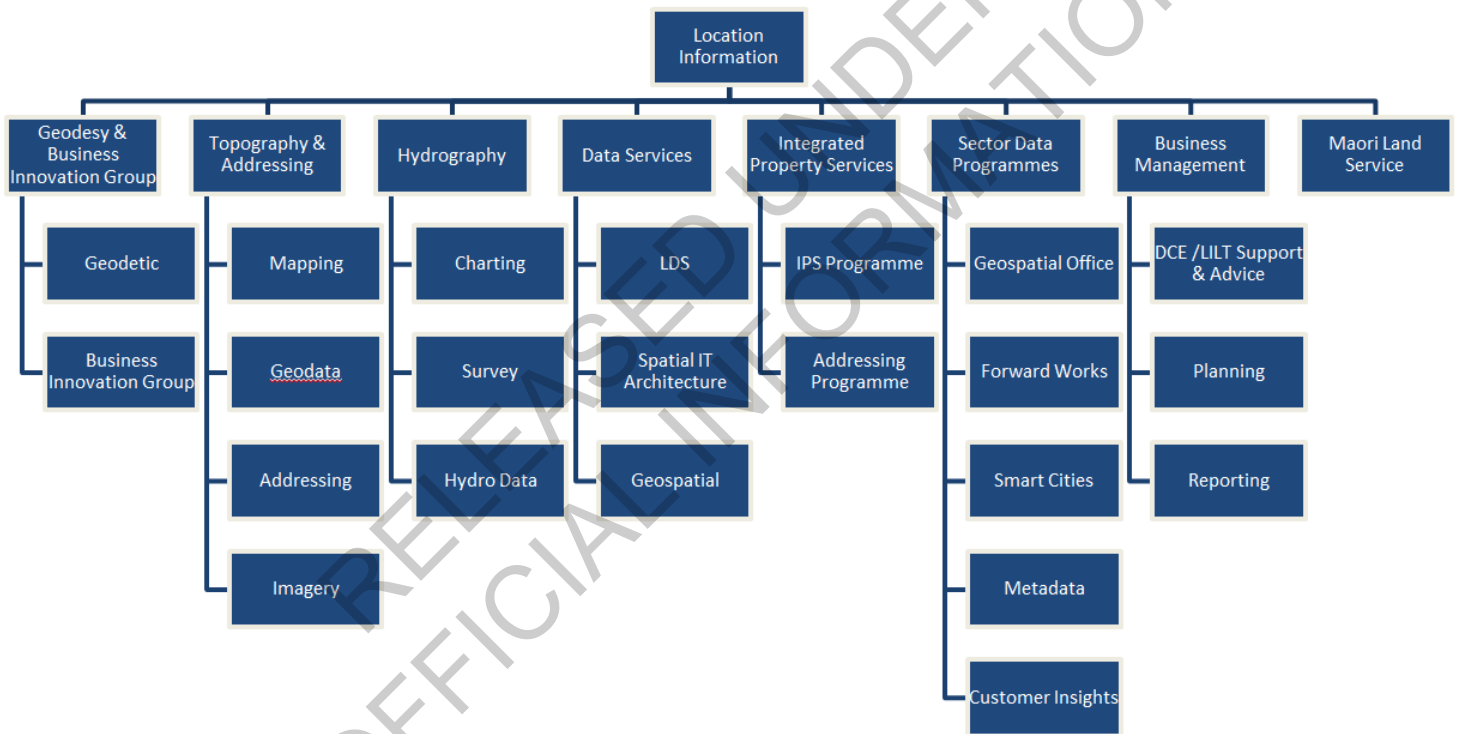 Location
Information
Geodesy &
Business
Innovation Group
Topography &
Addressing
Hydrography
Data Services
Integrated
Property Services
Sector Data
Programmes
Business
Management
Maori Land
Service
Geodetic
Business
Innovation Group
Mapping
Geodata
Addressing
Imagery
Charting
Survey
Hydro Data
LDS
Spatial IT
Architecture
Geospatial
IPS Programme
Addressing
Programme
Geospatial Office
Forward Works
Smart Cities
Metadata
Customer Insights
DCE /LILT Support
& Advice
Planning
Reporting
RELEASED UNDER
OFFICIAL INFORMATION